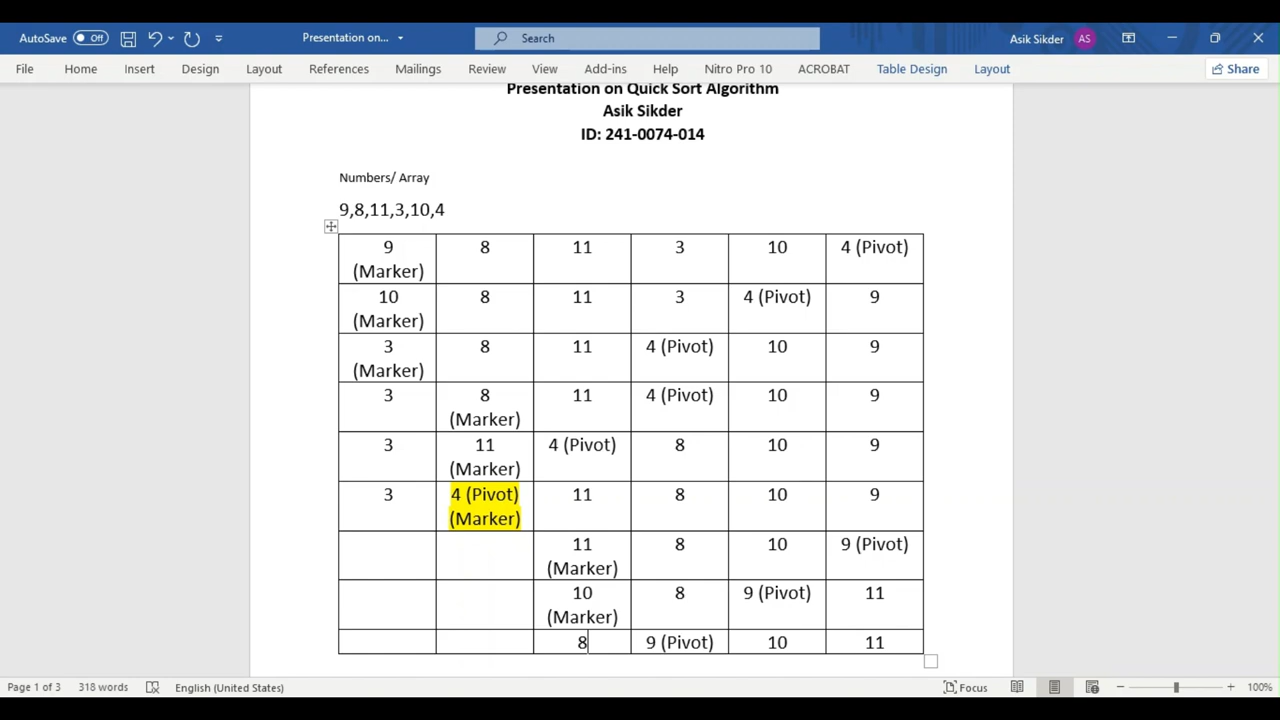 AutoSave Off Presentation on... Search Asik Sikder AS
File Home Insert Design Layout References Mailings Review View Add-ins Help Nitro Pro 10 ACROBAT Table Design Layout Share
Presentation on Quick Sort Algorithm
Asik Sikder
ID: 241-0074-014
Numbers/ Array
9,8,11,3,10,4
9 8 11 3 10 4 (Pivot)
(Marker)
10 8 11 3 4 (Pivot) 9
(Marker)
3 8 11 4 (Pivot) 10 9
(Marker)
3 8 11 4 (Pivot) 10 9
(Marker)
3 11 4 (Pivot) 8 10 9
(Marker)
3 4 (Pivot) 11 8 10 9
(Marker)
11 8 10 9 (Pivot)
(Marker)
10 8 9 (Pivot) 11
(Marker)
8 9 (Pivot) 10 11
Page 1 of 3 318 words English (United States) Focus 100%